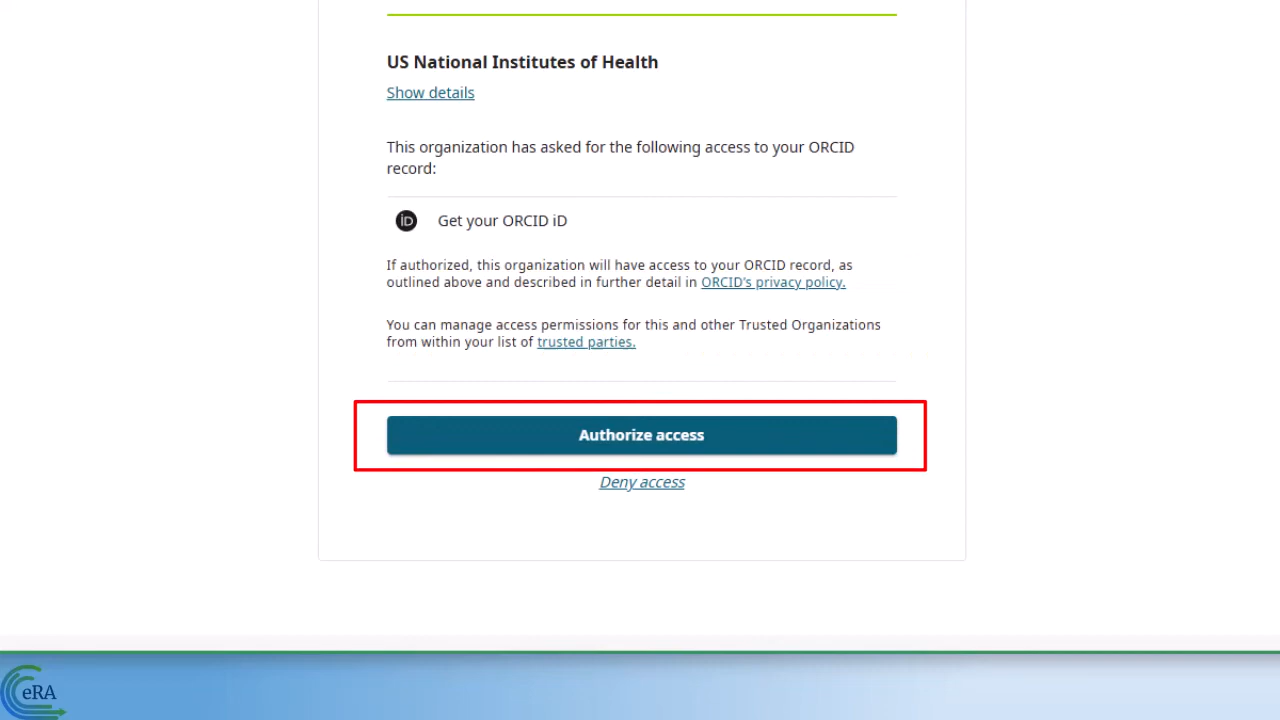 US National Institutes of Health
Show details
This organization has asked for the following access to your ORCID
record:
iD Get your ORCID iD
If authorized, this organization will have access to your ORCID record, as
outlined above and described in further detail in ORCID's privacy policy.
You can manage access permissions for this and other Trusted Organizations
from within your list of trusted parties.
Authorize access
Deny access
eRA